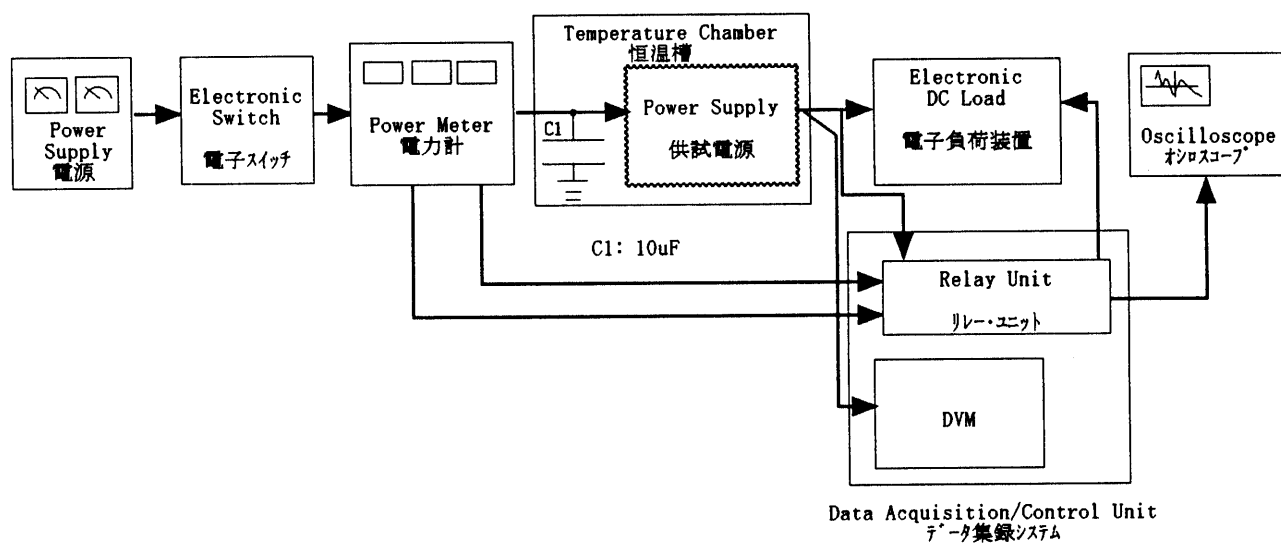 Temperature Chamber
恒温槽
Power
Supply
電源
Electronic
Switch
電子スイッチ
Power Meter
電力計
C1
Power Supply
供試電源
Electronic
DC Load
電子負荷装置
Oscilloscope
オシロスコープ
C1: 10uF
Relay Unit
リレー・ユニット
DVM
Data Acquisition/Control Unit
データ集録システム